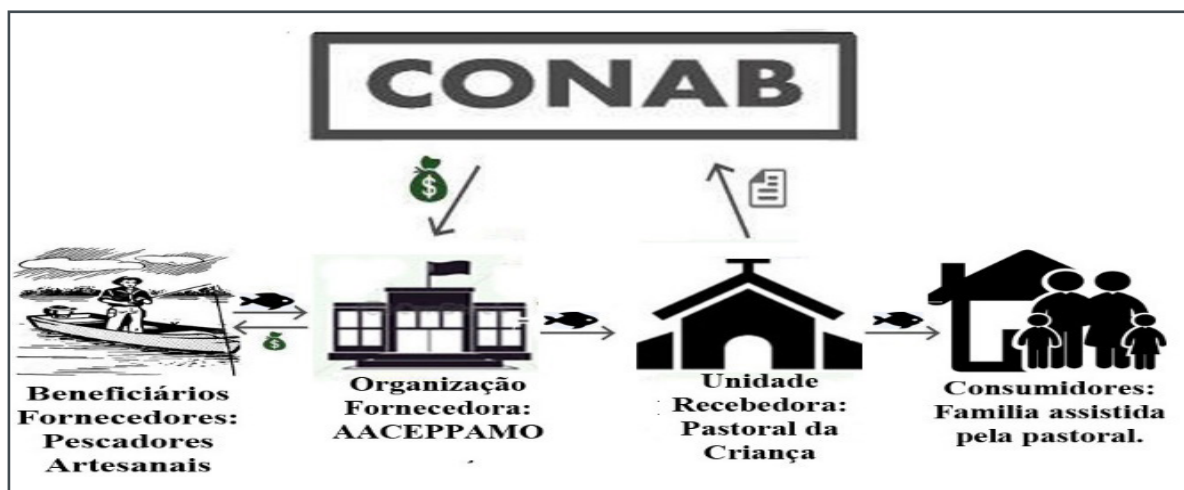 CONAB
$
$
Beneficiários
Fornecedores:
Pescadores
Artesanais
Organização
Fornecedora:
AACEPPAMO
Unidade
Recebedora:
Pastoral da
Criança
Consumidores:
Familia assistida
pela pastoral.